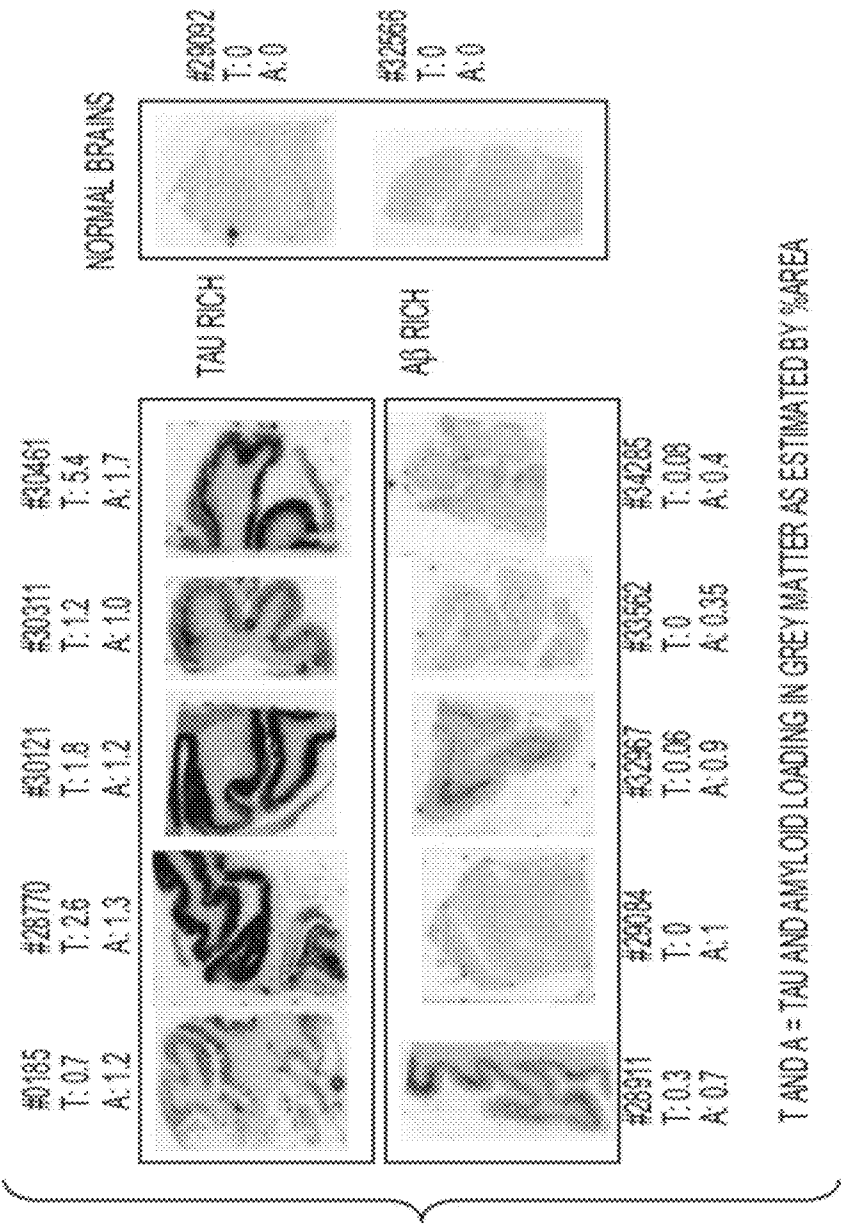 #0185
T: 0.7
A: 1.2
#28770
T: 2.6
A: 1.3
#30121
T: 1.8
A: 1.2
#30311
T: 1.2
A: 1.0
#30461
T: 5.4
A: 1.7
TAU RICH
NORMAL BRAINS
#29092
T: 0
A: 0
#32566
T: 0
A: 0
Aβ RICH
#28911
T: 0.3
A: 0.7
#29084
T: 0
A: 1
#32967
T: 0.06
A: 0.9
#33562
T: 0
A: 0.35
#34285
T: 0.08
A: 0.4
T AND A = TAU AND AMYLOID LOADING IN GREY MATTER AS ESTIMATED BY %AREA